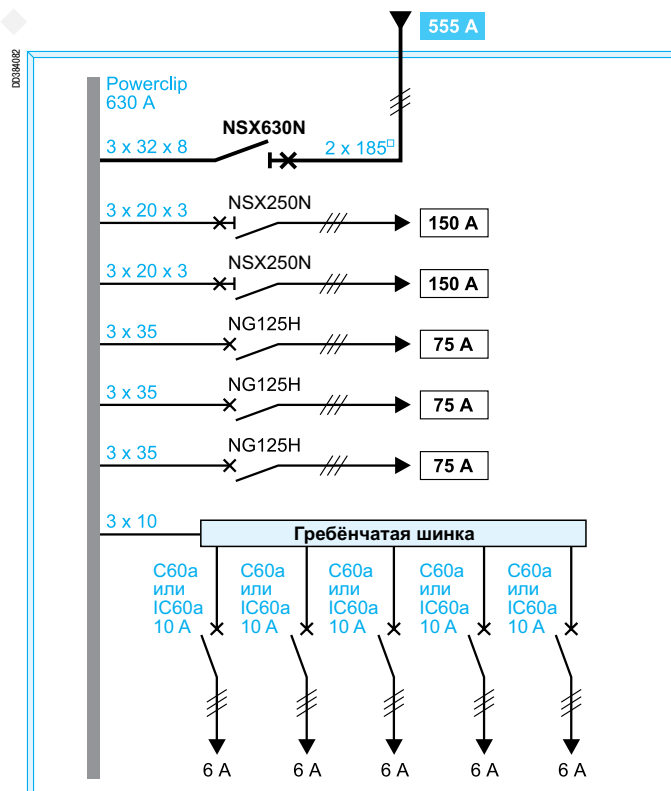 555 A
DD384082
Powerclip
630 A
NSX630N
3 x 32 x 8
2 x 185□
NSX250N
3 x 20 x 3
150 A
NSX250N
3 x 20 x 3
150 A
NG125H
3 x 35
75 A
NG125H
3 x 35
75 A
NG125H
3 x 35
75 A
3 x 10
Гребёнчатая шинка
C60a
или
IC60a
10 A
C60a
или
IC60a
10 A
C60a
или
IC60a
10 A
C60a
или
IC60a
10 A
C60a
или
IC60a
10 A
6 A
6 A
6 A
6 A
6 A